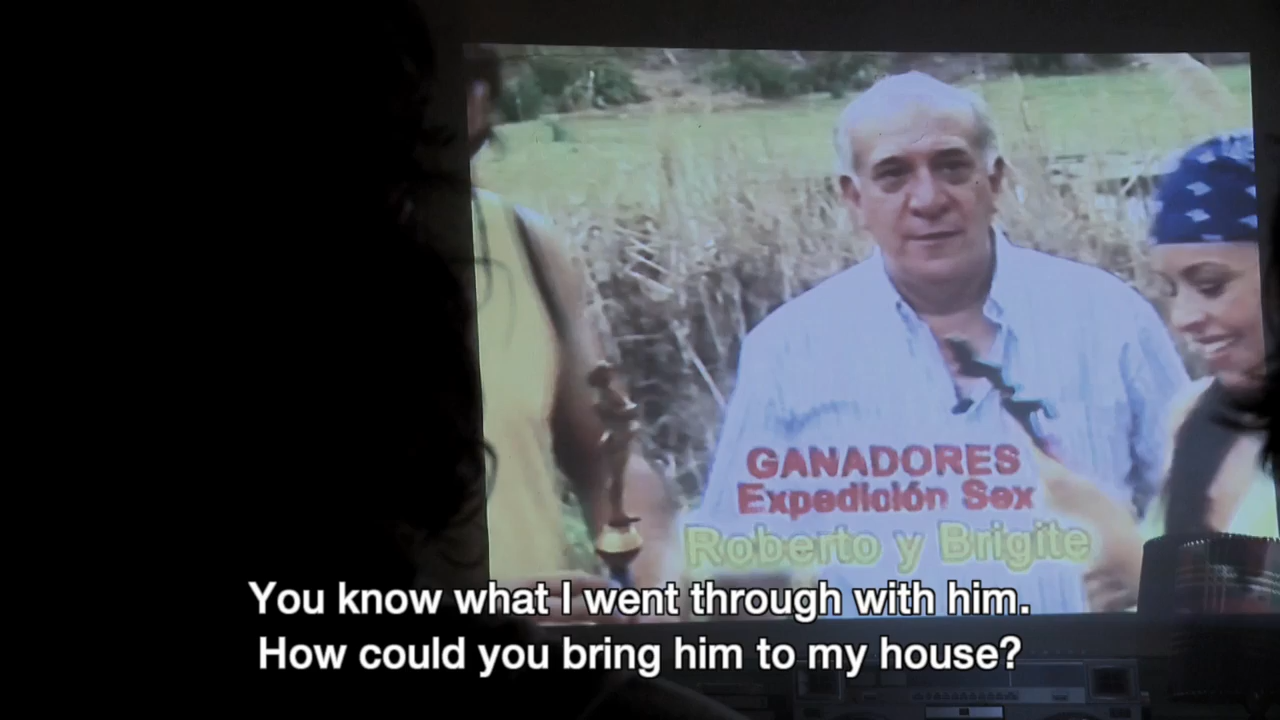 GANADORES
Expedición Sex
Roberto y Brigite
You know what I went through with him.
How could you bring him to my house?